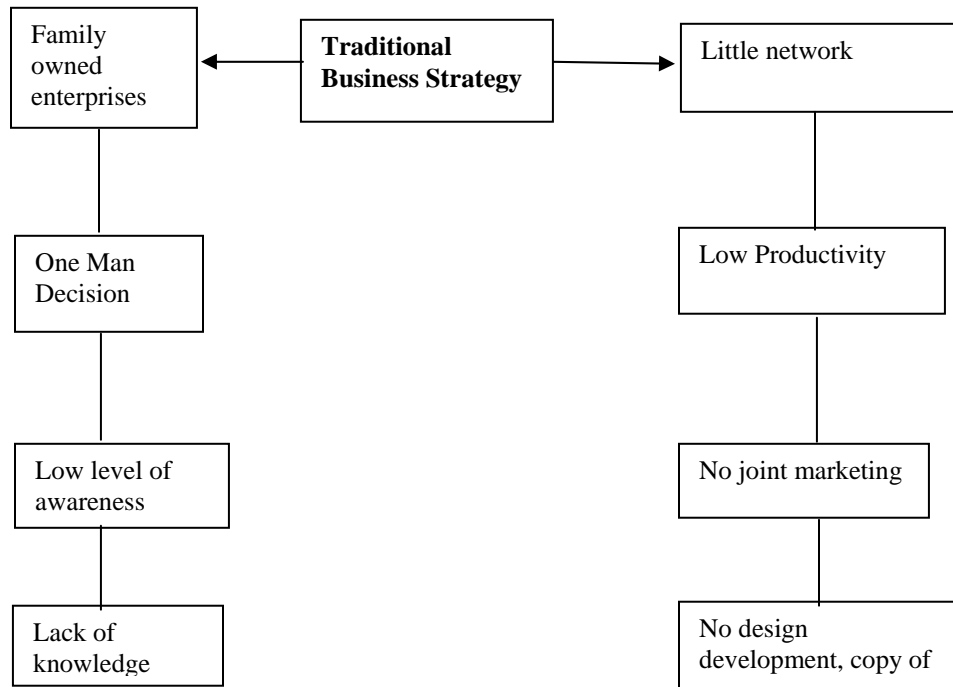 Family
owned
enterprises
Traditional
Business Strategy
Little network
One Man
Decision
Low Productivity
Low level of
awareness
No joint marketing
Lack of
knowledge
No design
development, copy of